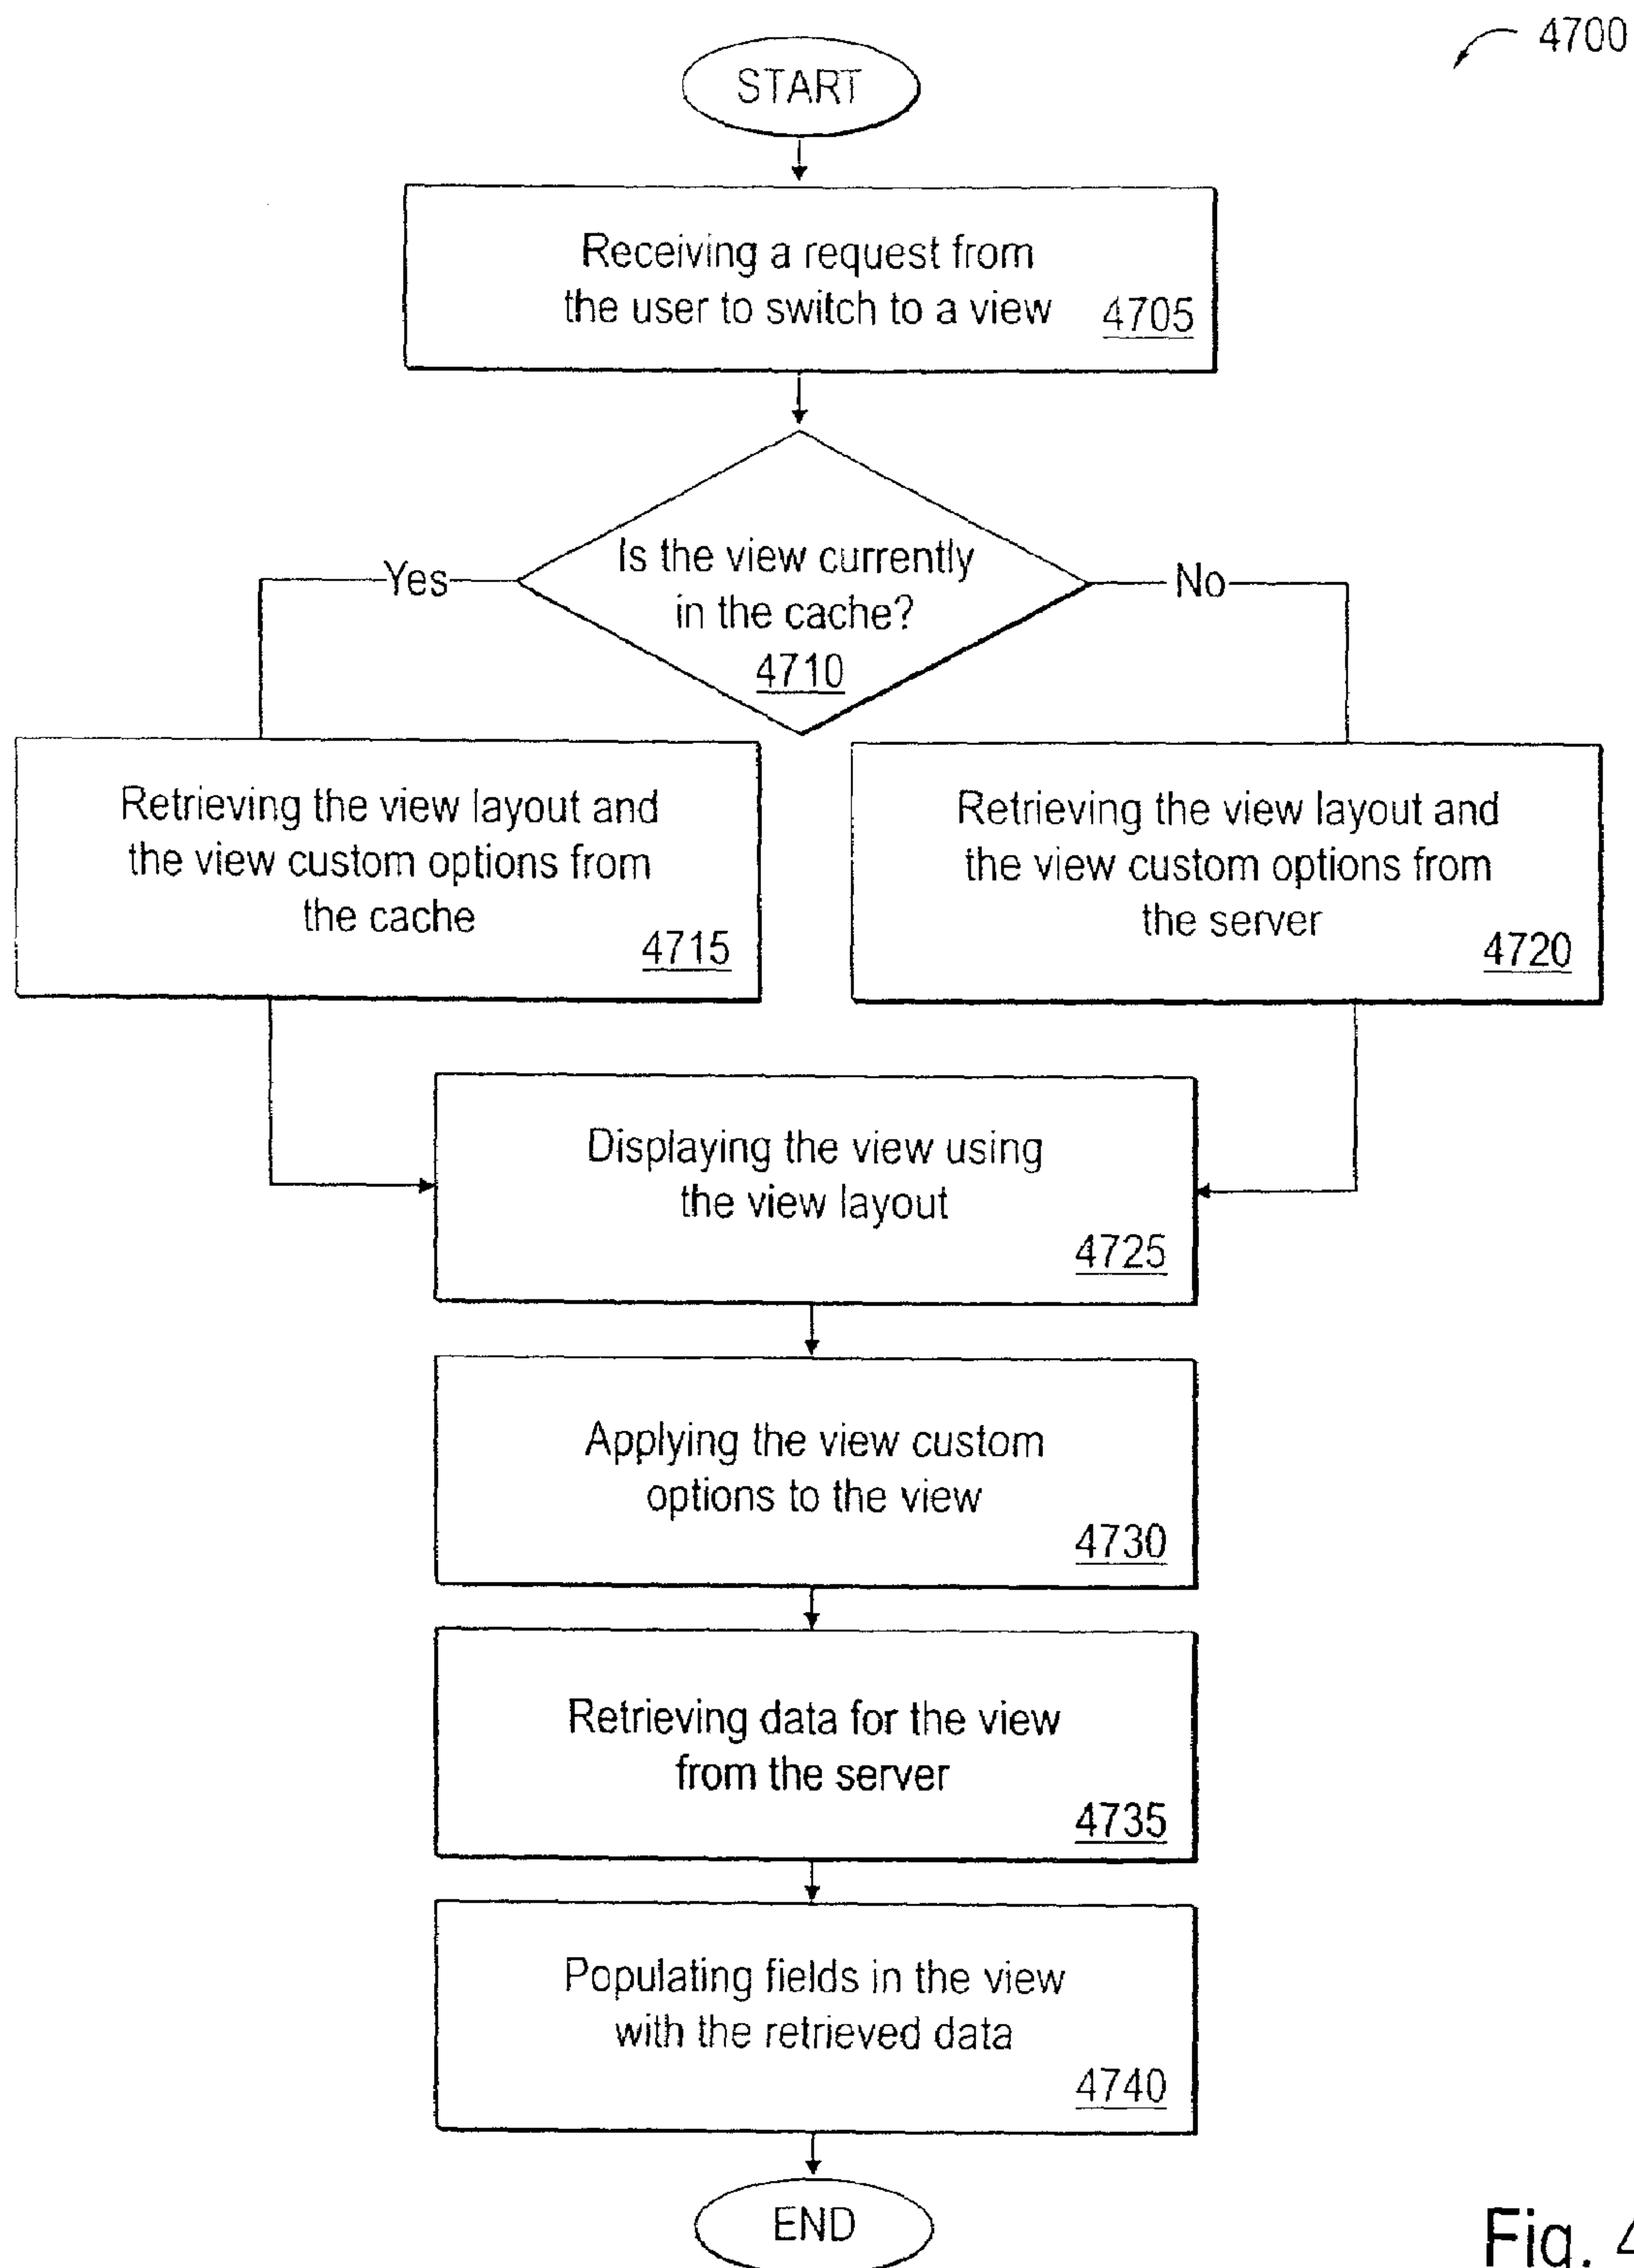 4700
START
Receiving a request from
the user to switch to a view 4705
Is the view currently
in the cache?
4710
Yes
No
Retrieving the view layout and
the view custom options from
the cache
4715
Retrieving the view layout and
the view custom options from
the server
4720
Displaying the view using
the view layout
4725
Applying the view custom
options to the view
4730
Retrieving data for the view
from the server
4735
Populating fields in the view
with the retrieved data
4740
END
Fig.